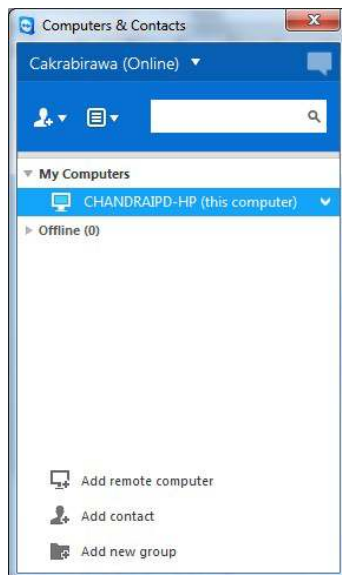 Computers & Contacts
Cakrabirawa (Online)
My Computers
CHANDRAIPD-HP (this computer)
Offline (0)
Add remote computer
Add contact
Add new group